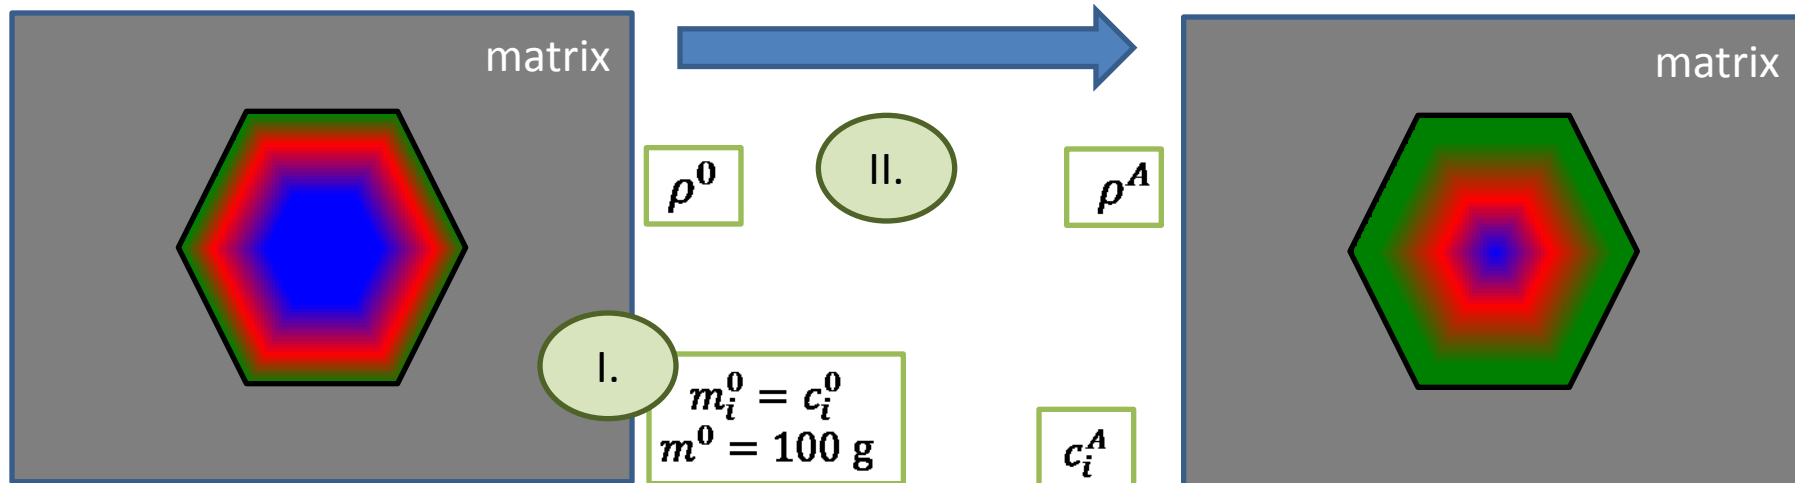 matrix
matrix
ρ⁰
II.
ρᴬ
I.
mᵢ⁰ = cᵢ⁰
m⁰ = 100 g
cᵢᴬ